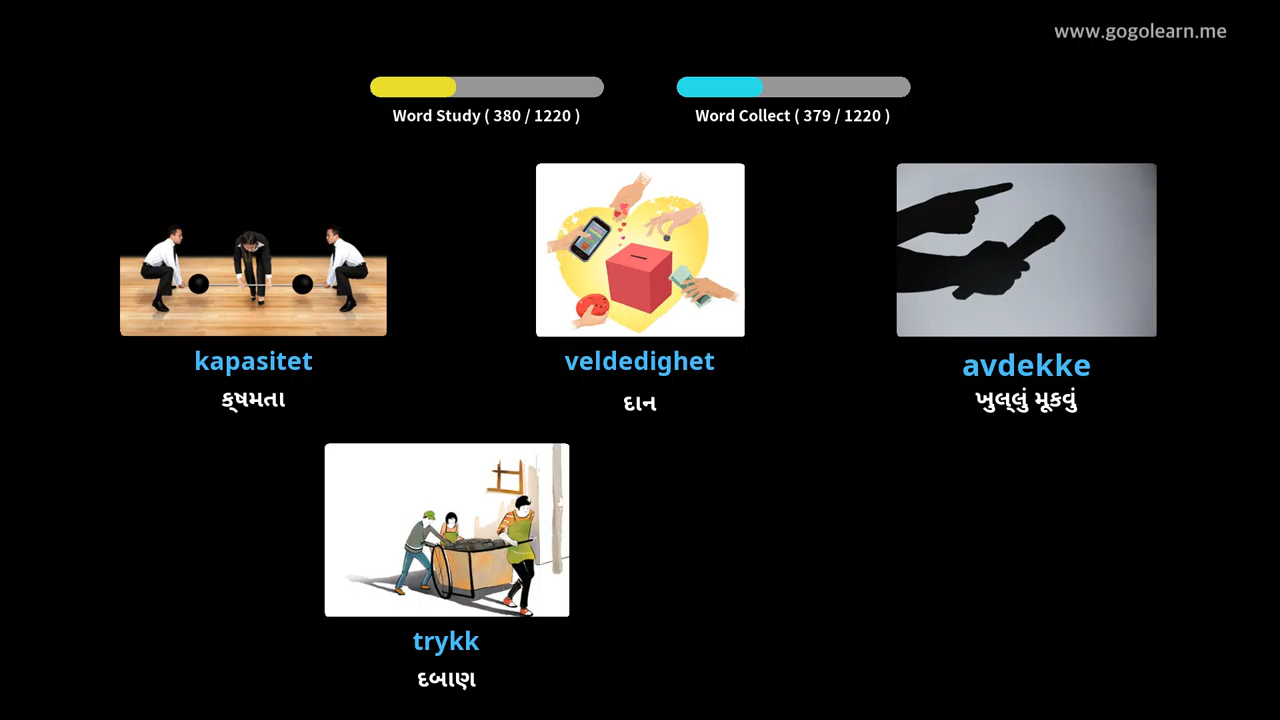 www.gogolearn.me
Word Study ( 380 / 1220 )
Word Collect ( 379 / 1220 )
kapasitet
ક્ષમતા
veldedighet
દાન
avdekke
ખુલ્લું મૂકવું
trykk
દબાણ